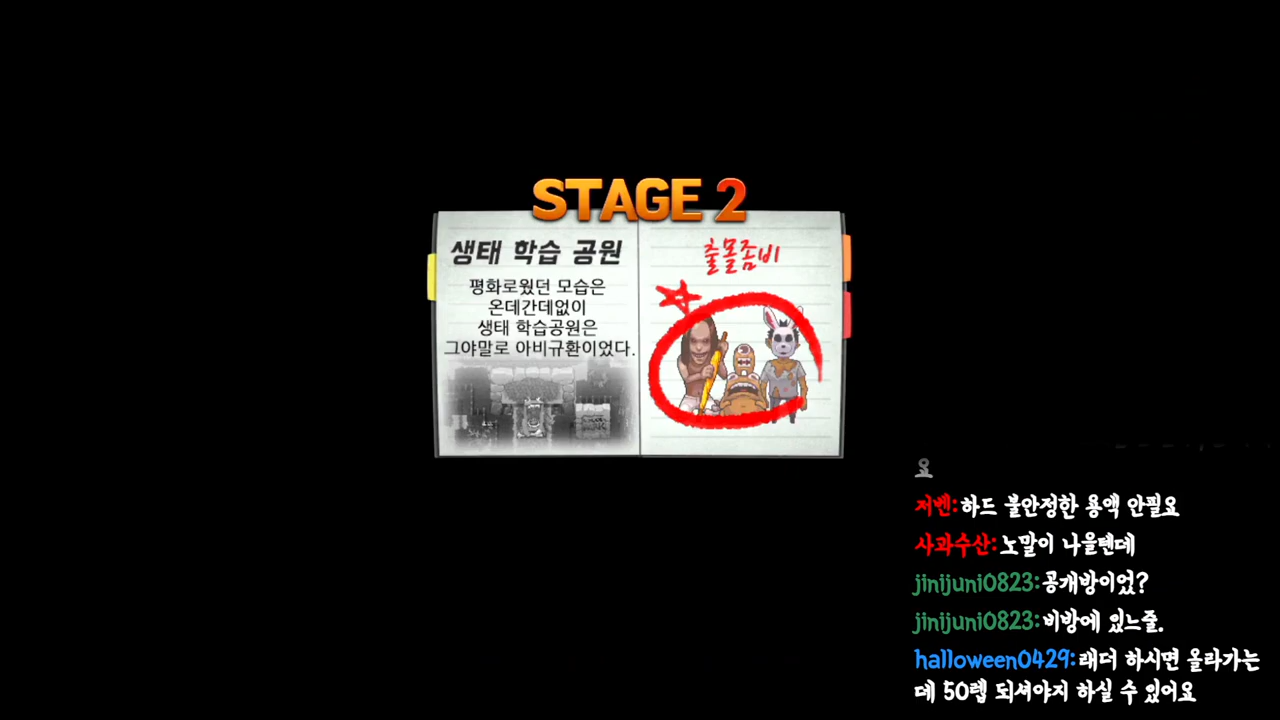 STAGE 2
생태 학습 공원
평화로웠던 모습은
온데간데없이
생태 학습공원은
그야말로 아비규환이었다.
출몰좀비
요
저벤:하드 불안정한 용액 안필요
사과수산:노말이 나을텐데
jinijuni0823:공개방이었?
jinijuni0823:비방에 있느줄.
halloween0429:래더 하시면 올라가는
데 50렙 되셔야지 하실 수 있어요